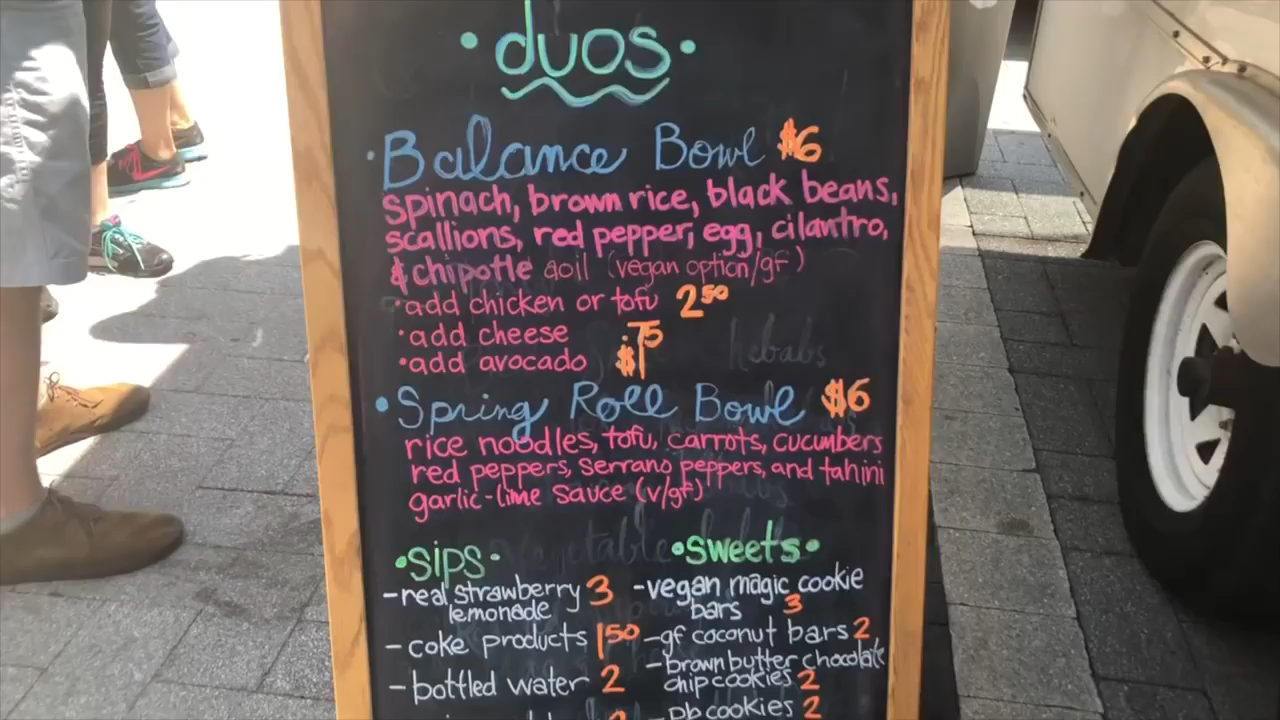 • duos •
• Balance Bowl $6
spinach, brown rice, black beans,
scallions, red pepper, egg, cilantro,
& chipotle aoil (vegan option/gf)
• add chicken or tofu 2⁵⁰
• add cheese .75
• add avocado $1
• Spring Roll Bowl $6
rice noodles, tofu, carrots, cucumbers
red peppers, serrano peppers, and tahini
garlic-lime sauce (v/gf)
• sips •
- real strawberry lemonade 3
- coke products 1⁵⁰
- bottled water 2
• sweets •
- vegan magic cookie
bars 3
- gf coconut bars 2
- brown butter chocolate
chip cookies 2
- pb cookies 2
kebabs
vegetable